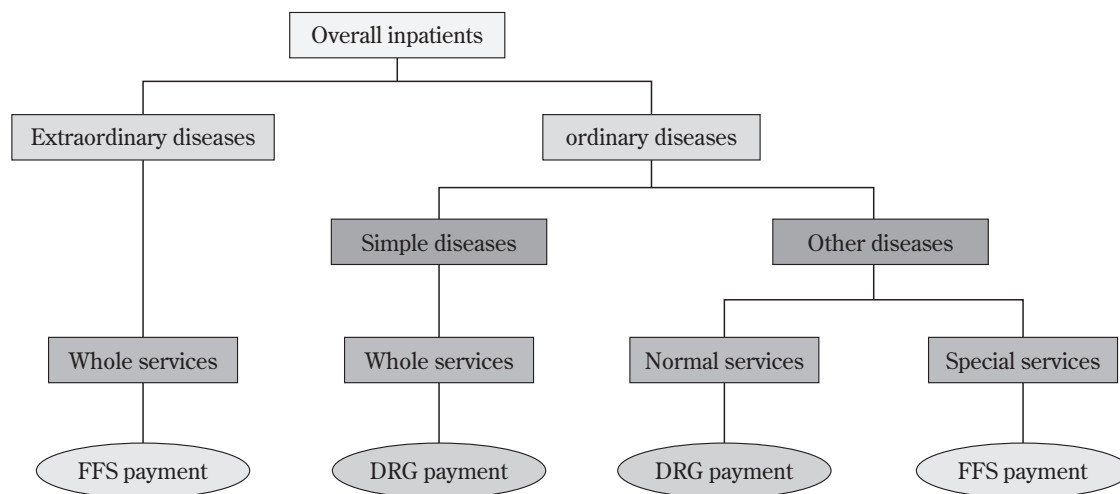 Overall inpatients
Extraordinary diseases
ordinary diseases
Simple diseases
Other diseases
Whole services
Whole services
Normal services
Special services
FFS payment
DRG payment
DRG payment
FFS payment